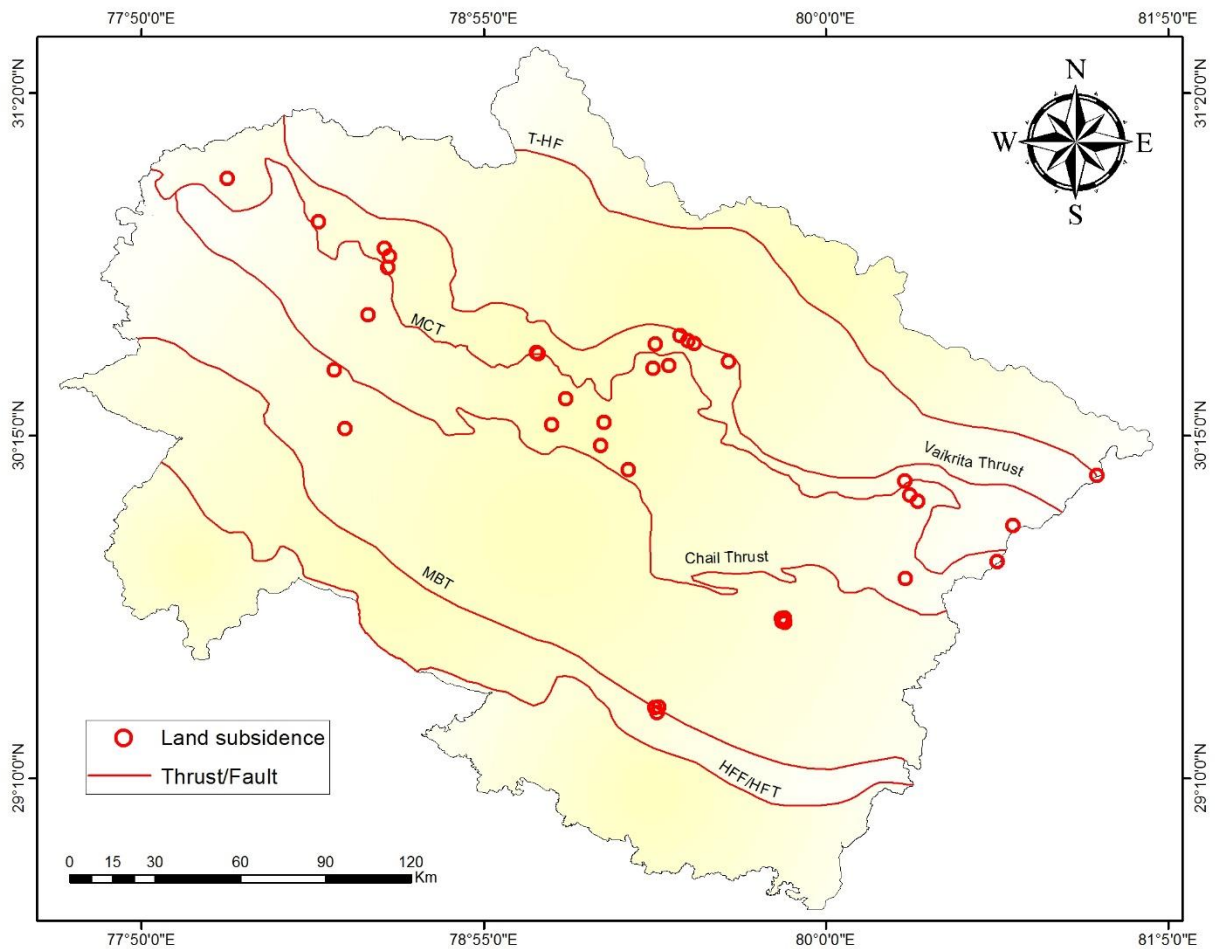 77°50'0"E 78°55'0"E 80°0'0"E 81°5'0"E
31°20'0"N 31°20'0"N
N
W E
S
T-HF
MCT
30°15'0"N 30°15'0"N
Vaikrita Thrust
Chail Thrust
MBT
Land subsidence
Thrust/Fault
HFF/HFT
29°10'0"N 29°10'0"N
0 15 30 60 90 120
Km
77°50'0"E 78°55'0"E 80°0'0"E 81°5'0"E